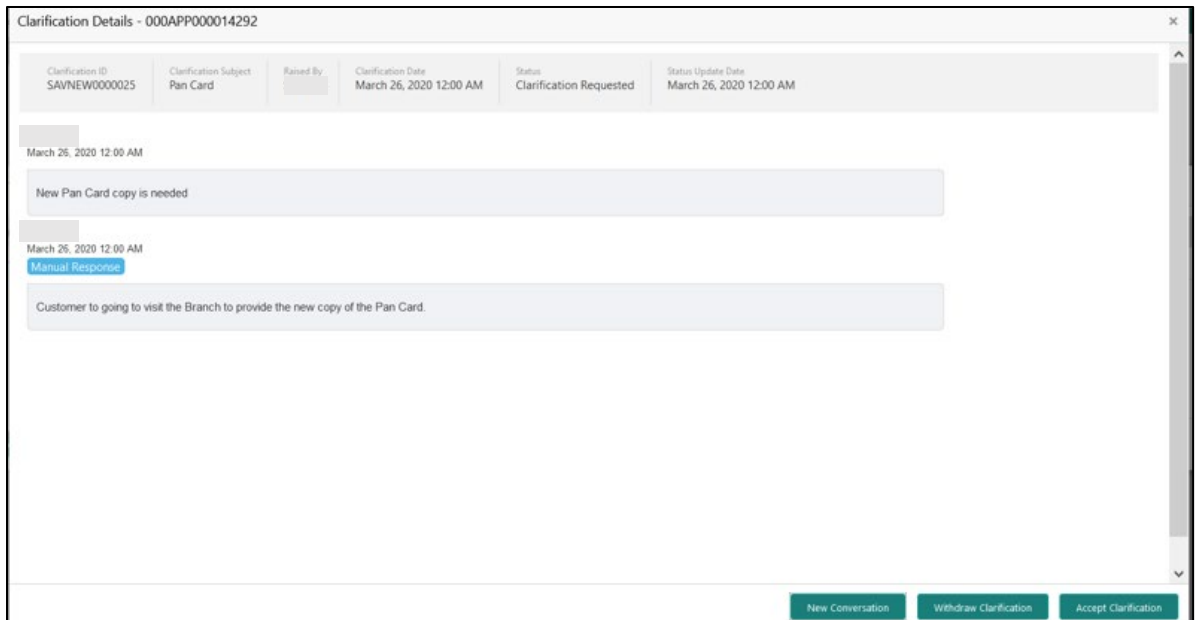 Clarification Details - 000APP000014292
Clarification ID Clarification Subject Raised By Clarification Date Status Status Update Date
SAVNEW0000025 Pan Card March 26, 2020 12:00 AM Clarification Requested March 26, 2020 12:00 AM
March 26, 2020 12:00 AM
New Pan Card copy is needed
March 26, 2020 12:00 AM
Manual Response
Customer to going to visit the Branch to provide the new copy of the Pan Card.
New Conversation Withdraw Clarification Accept Clarification